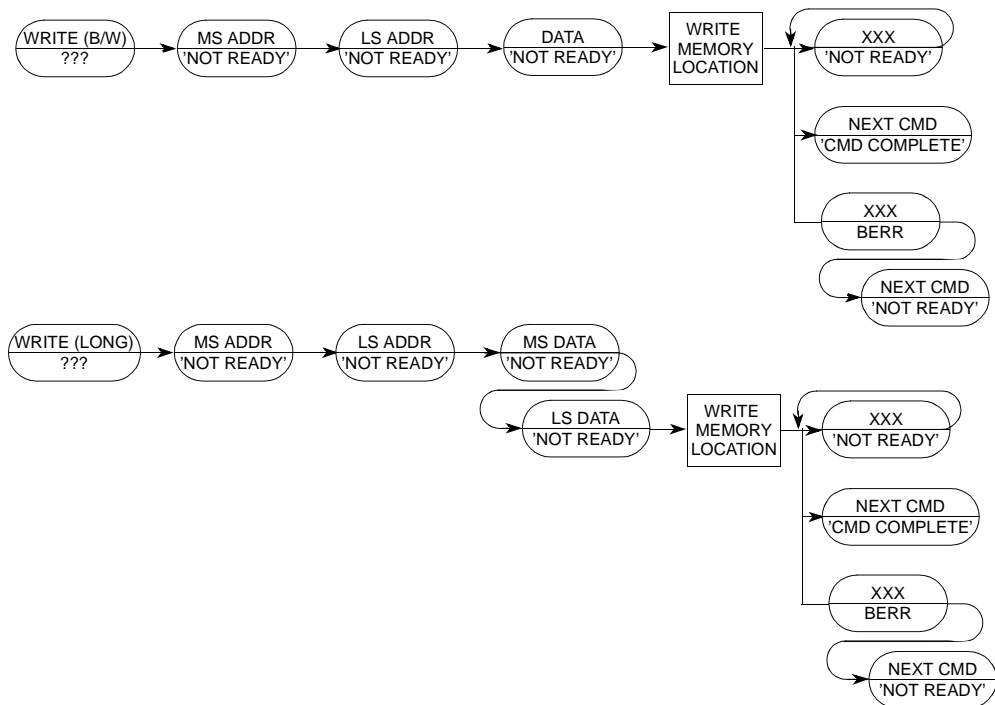 WRITE (B/W)
???
MS ADDR
'NOT READY'
LS ADDR
'NOT READY'
DATA
'NOT READY'
WRITE
MEMORY
LOCATION
XXX
'NOT READY'
NEXT CMD
'CMD COMPLETE'
XXX
BERR
NEXT CMD
'NOT READY'
WRITE (LONG)
???
MS ADDR
'NOT READY'
LS ADDR
'NOT READY'
MS DATA
'NOT READY'
LS DATA
'NOT READY'
WRITE
MEMORY
LOCATION
XXX
'NOT READY'
NEXT CMD
'CMD COMPLETE'
XXX
BERR
NEXT CMD
'NOT READY'